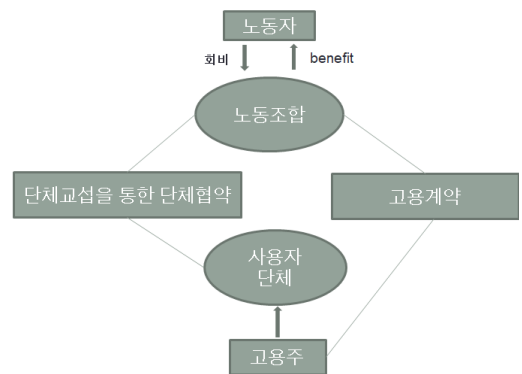 노동자
회비
benefit
노동조합
단체교섭을 통한 단체협약
고용계약
사용자
단체
고용주